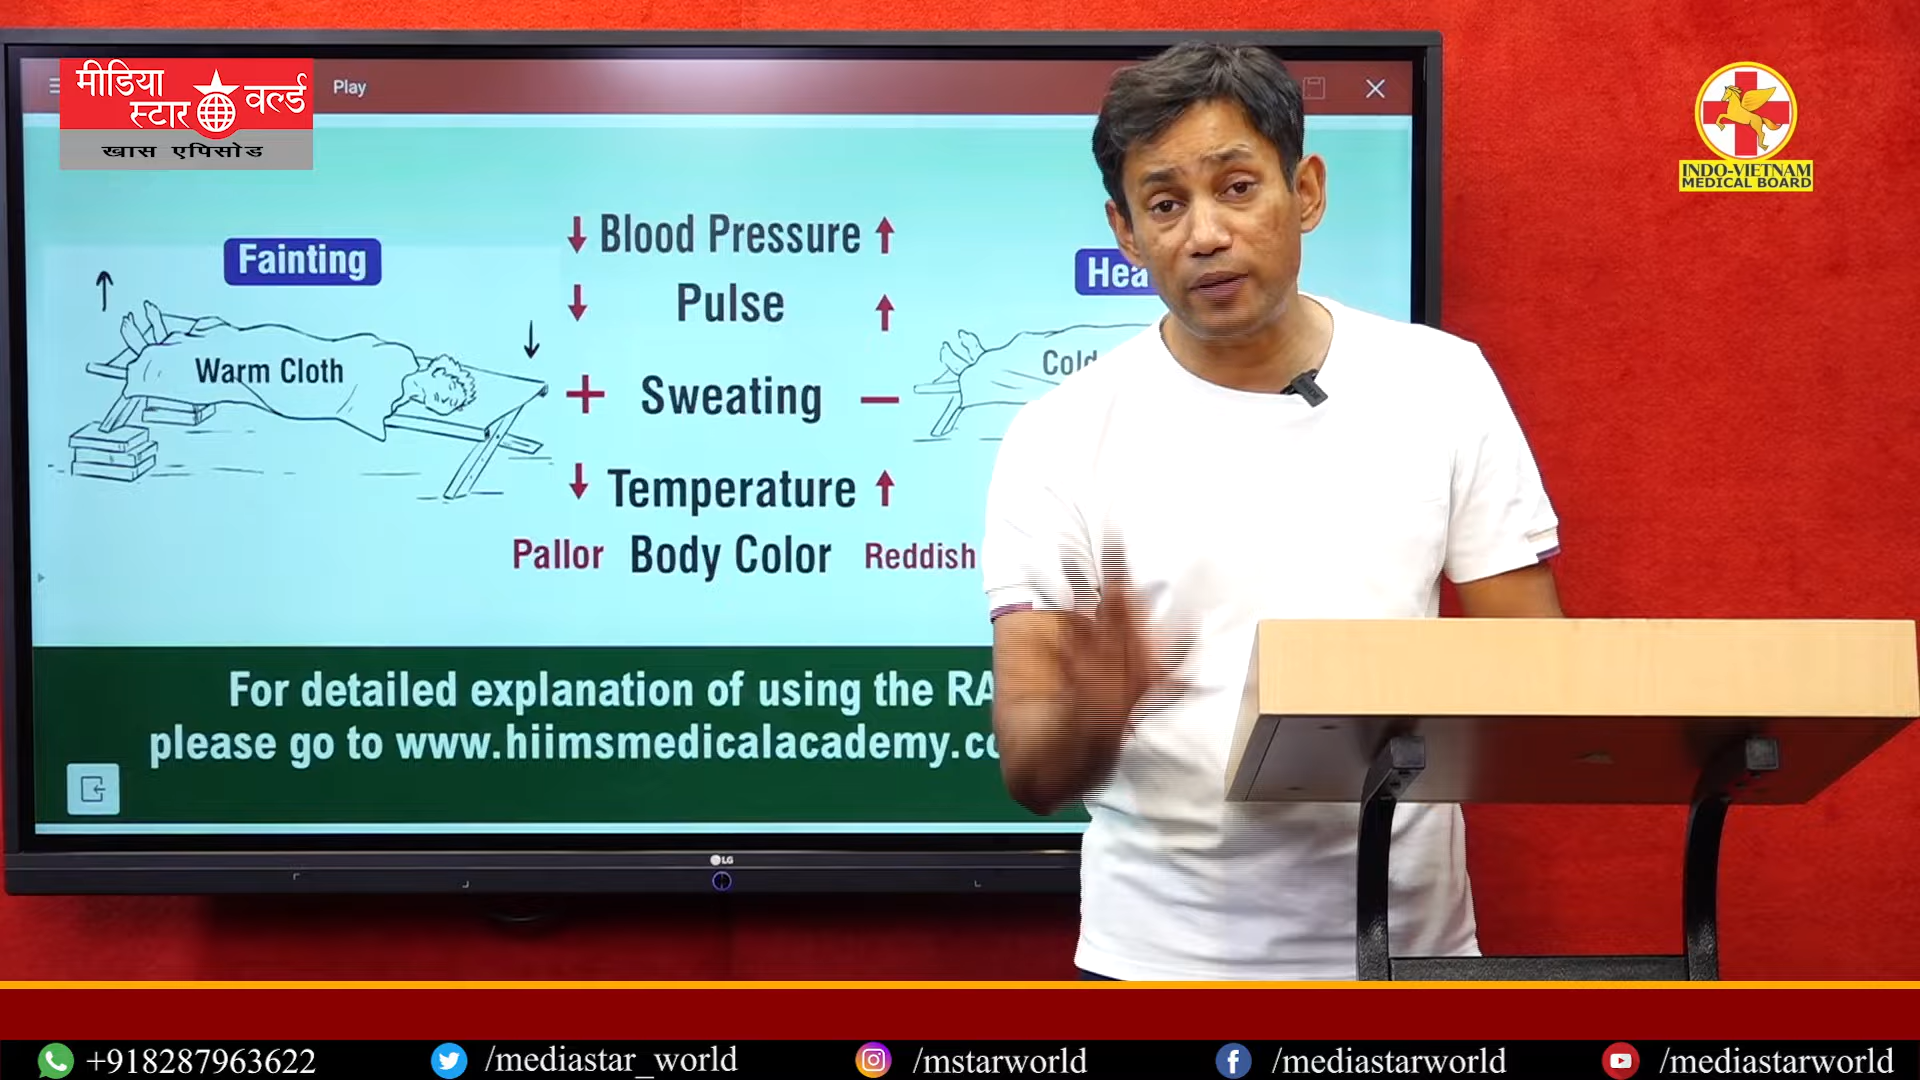 मीडिया
स्टार वर्ल्ड
खास एपिसोड
Play
INDO-VIETNAM
MEDICAL BOARD
Fainting
Warm Cloth
Blood Pressure
Pulse
+ Sweating –
Temperature
Pallor Body Color Reddish
Hea
Cold
For detailed explanation of using the RA
please go to www.hiimsmedicalacademy.co
LG
+918287963622
/mediastar_world
/mstarworld
/mediastarworld
/mediastarworld